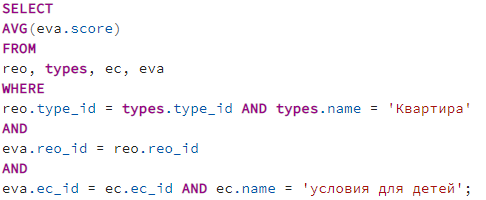 SELECT
AVG(eva.score)
FROM
reo, types, ec, eva
WHERE
reo.type_id = types.type_id AND types.name = 'Квартира'
AND
eva.reo_id = reo.reo_id
AND
eva.ec_id = ec.ec_id AND ec.name = 'условия для детей';